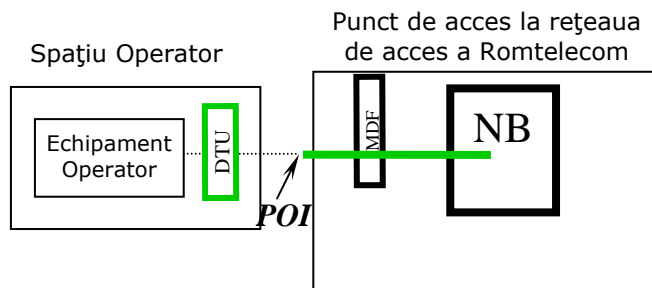 Punct de acces la reţeaua
de acces a Romtelecom
Spaţiu Operator
Echipament
Operator
DTU
POI
MDF
NB